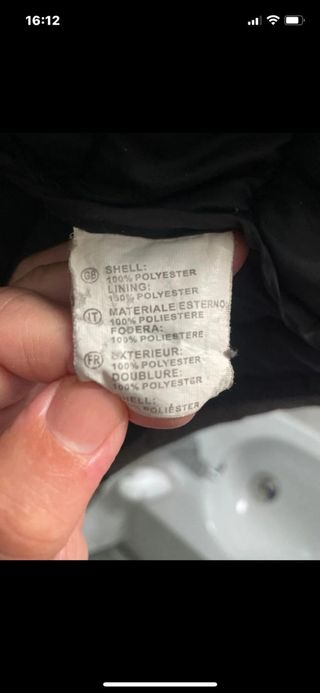 16:12
GB SHELL:
100% POLYESTER
LINING:
100% POLYESTER
IT MATERIALE ESTERNO
100% POLIESTERE
FODERA:
100% POLIESTERE
FR EXTERIEUR:
100% POLYESTER
DOUBLURE:
100% POLYESTER